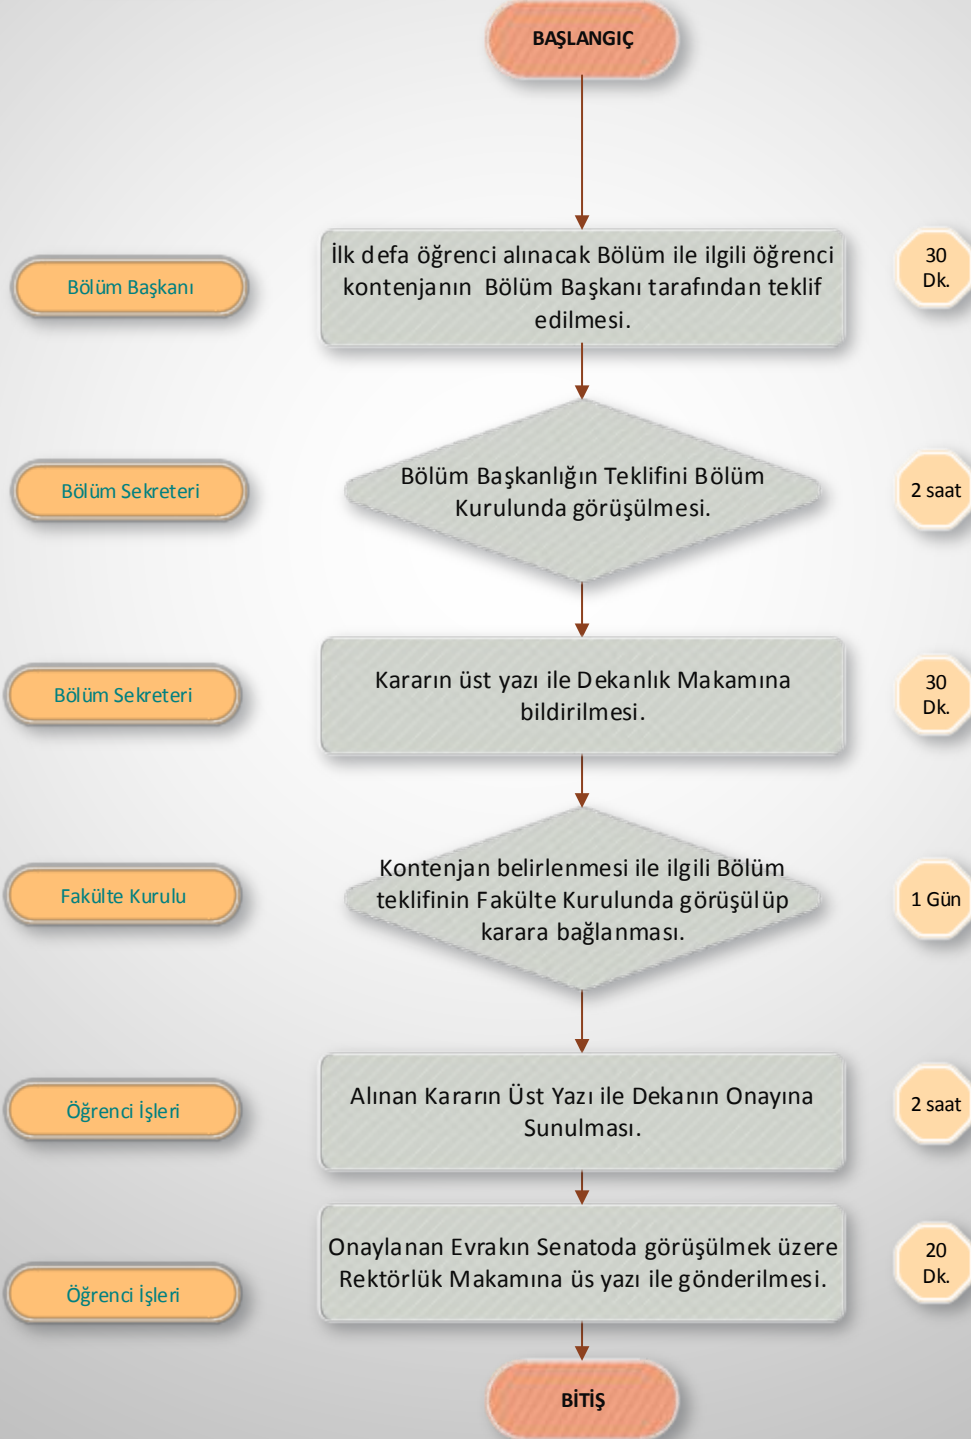 BAŞLANGIÇ
Bölüm Başkanı
İlk defa öğrenci alınacak Bölüm ile ilgili öğrenci
kontenjanın Bölüm Başkanı tarafından teklif
edilmesi.
30
Dk.
Bölüm Sekreteri
Bölüm Başkanlığın Teklifini Bölüm
Kurulunda görüşülmesi.
2 saat
Bölüm Sekreteri
Kararın üst yazı ile Dekanlık Makamına
bildirilmesi.
30
Dk.
Fakülte Kurulu
Kontenjan belirlenmesi ile ilgili Bölüm
teklifinin Fakülte Kurulunda görüşülüp
karara bağlanması.
1 Gün
Öğrenci İşleri
Alınan Kararın Üst Yazı ile Dekanın Onayına
Sunulması.
2 saat
Öğrenci İşleri
Onaylanan Evrakın Senatoda görüşülmek üzere
Rektörlük Makamına üs yazı ile gönderilmesi.
20
Dk.
BİTİŞ